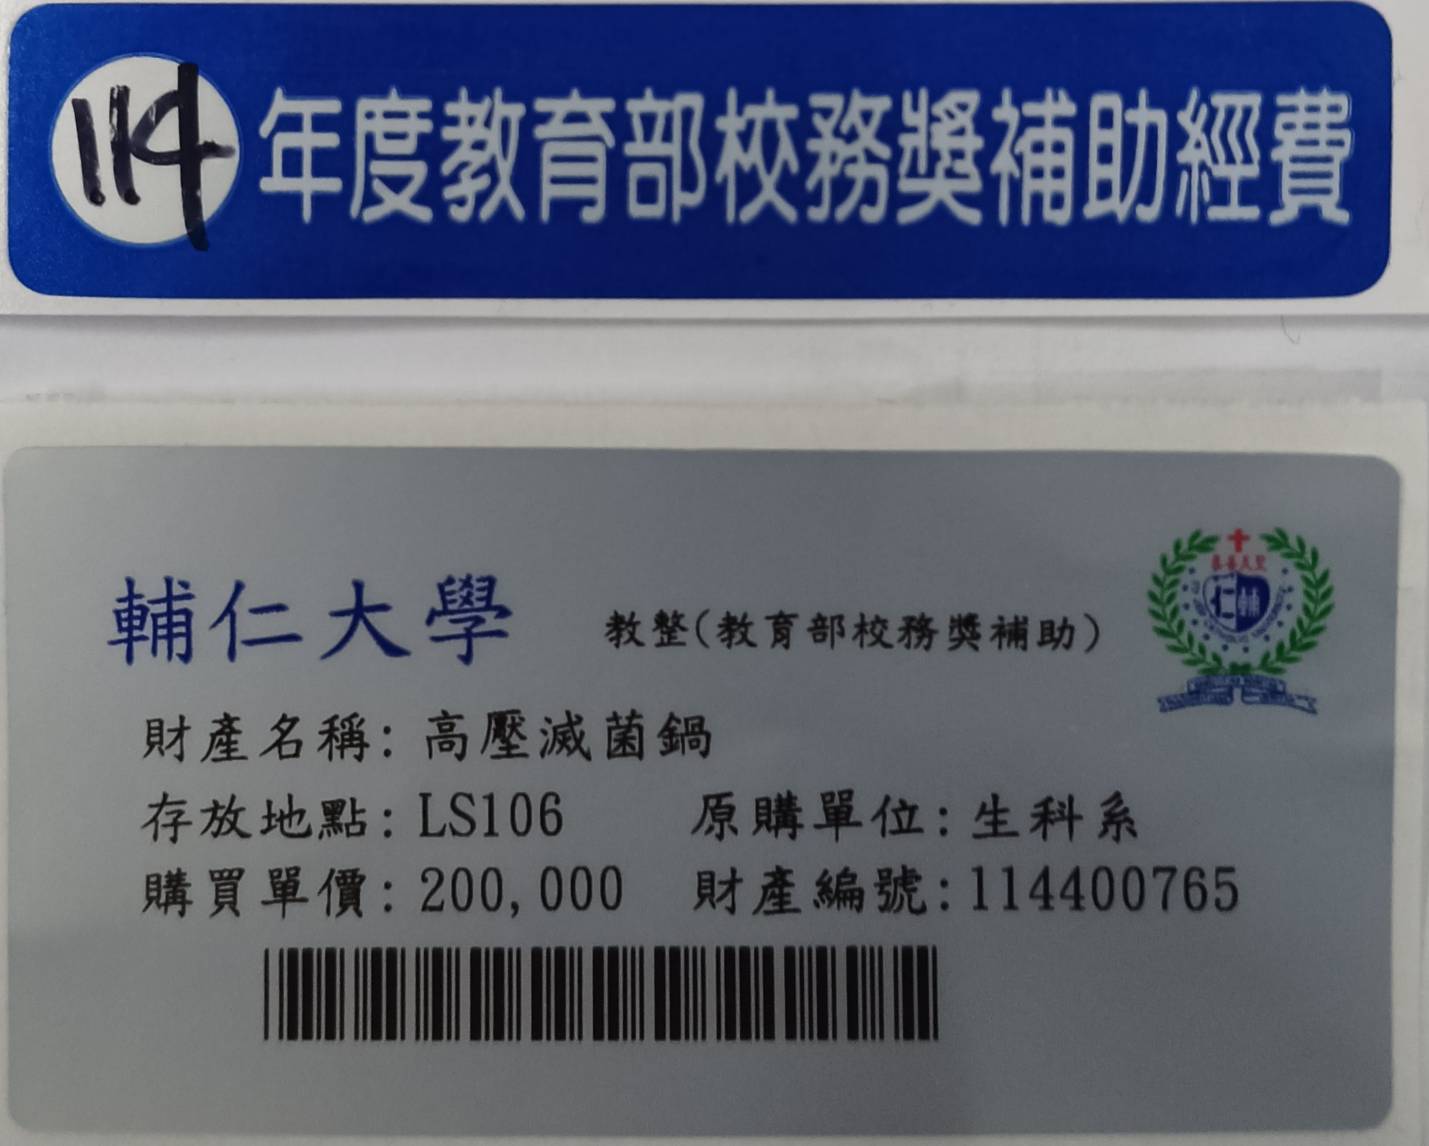 114年度教育部校務獎補助經費
輔仁大學 教整(教育部校務獎補助)
財產名稱: 高壓滅菌鍋
存放地點: LS106 原購單位: 生科系
購買單價: 200,000 財產編號: 114400765